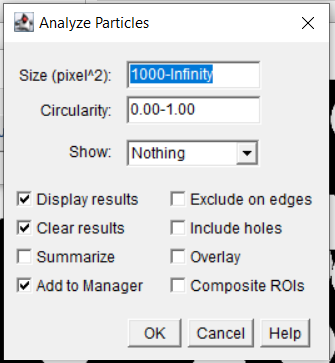 Analyze Particles
Size (pixel^2): 1000-Infinity
Circularity: 0.00-1.00
Show: Nothing
Display results Exclude on edges
Clear results Include holes
Summarize Overlay
Add to Manager Composite ROIs
OK Cancel Help